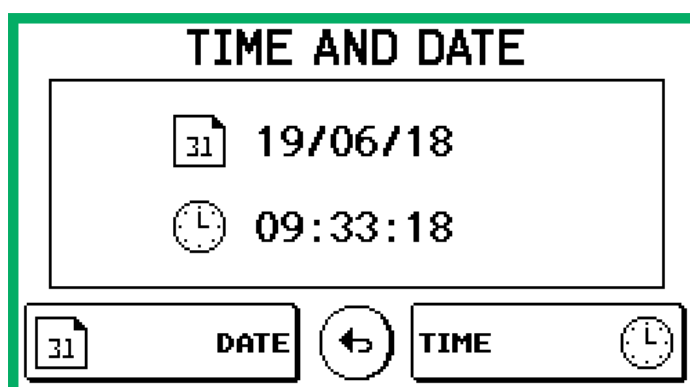 TIME AND DATE
31 19/06/18
09:33:18
31 DATE TIME